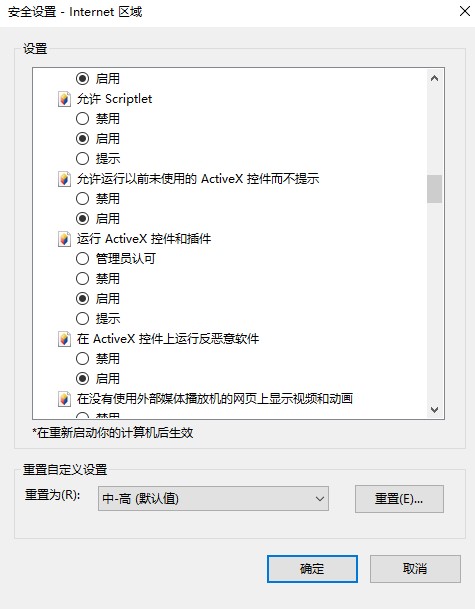 安全设置 - Internet 区域
设置
启用
允许 Scriptlet
禁用
启用
提示
允许运行以前未使用的 ActiveX 控件而不提示
禁用
启用
运行 ActiveX 控件和插件
管理员认可
禁用
启用
提示
在 ActiveX 控件上运行反恶意软件
禁用
启用
在没有使用外部媒体播放机的网页上显示视频和动画
*在重新启动你的计算机后生效
重置自定义设置
重置为(R):
中-高 (默认值)
重置(E)...
确定
取消